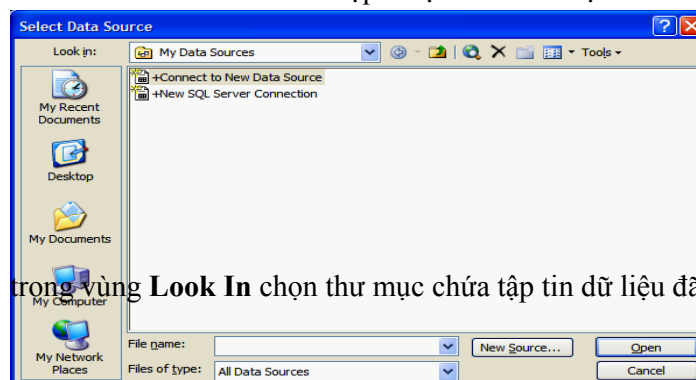 Select Data Source
Look in:
My Data Sources
Tools
+Connect to New Data Source
+New SQL Server Connection
My Recent
Documents
Desktop
My Documents
trong vùng Look In chọn thư mục chứa tập tin dữ liệu đã
My Computer
My Network
Places
File name:
New Source...
Open
Files of type:
All Data Sources
Cancel